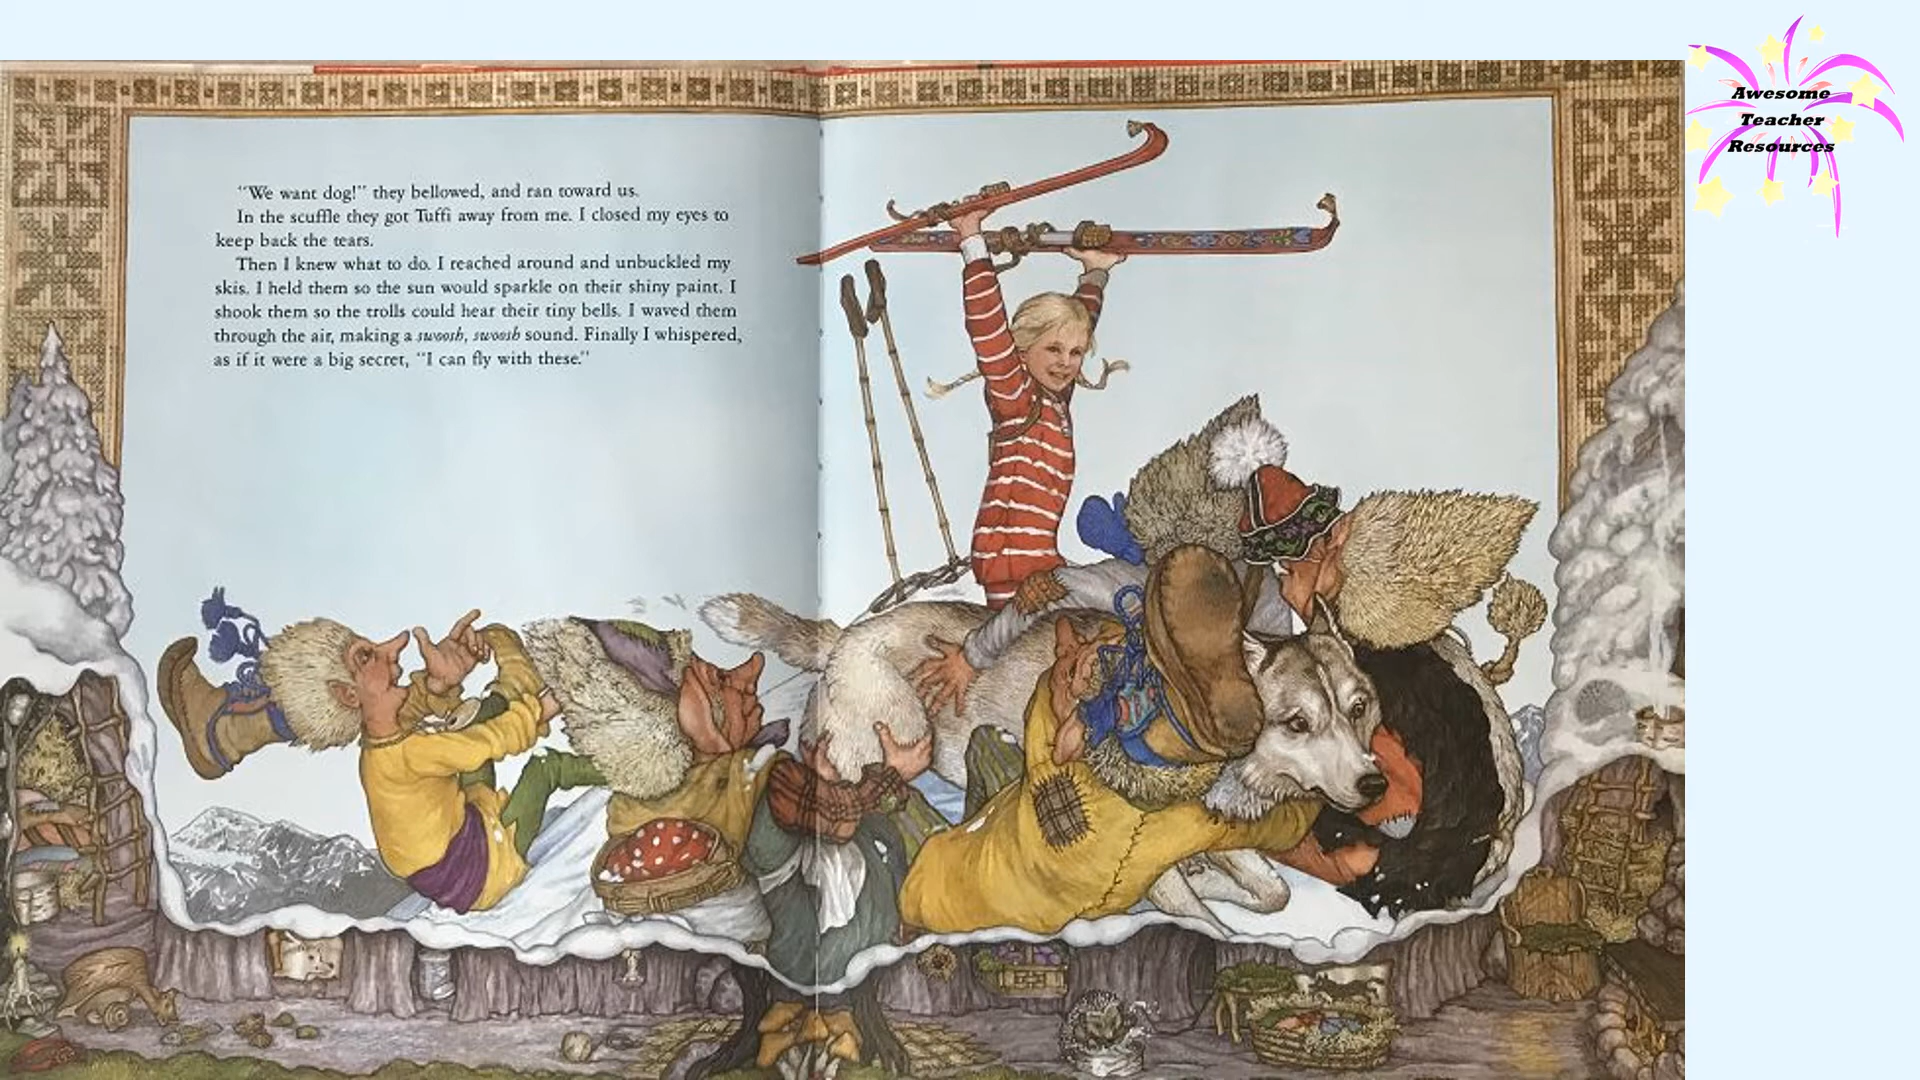 “We want dog!” they bellowed, and ran toward us.
In the scuffle they got Tuffi away from me. I closed my eyes to
keep back the tears.
Then I knew what to do. I reached around and unbuckled my
skis. I held them so the sun would sparkle on their shiny paint. I
shook them so the trolls could hear their tiny bells. I waved them
through the air, making a swoosh, swoosh sound. Finally I whispered,
as if it were a big secret, “I can fly with these.”
Awesome
Teacher
Resources